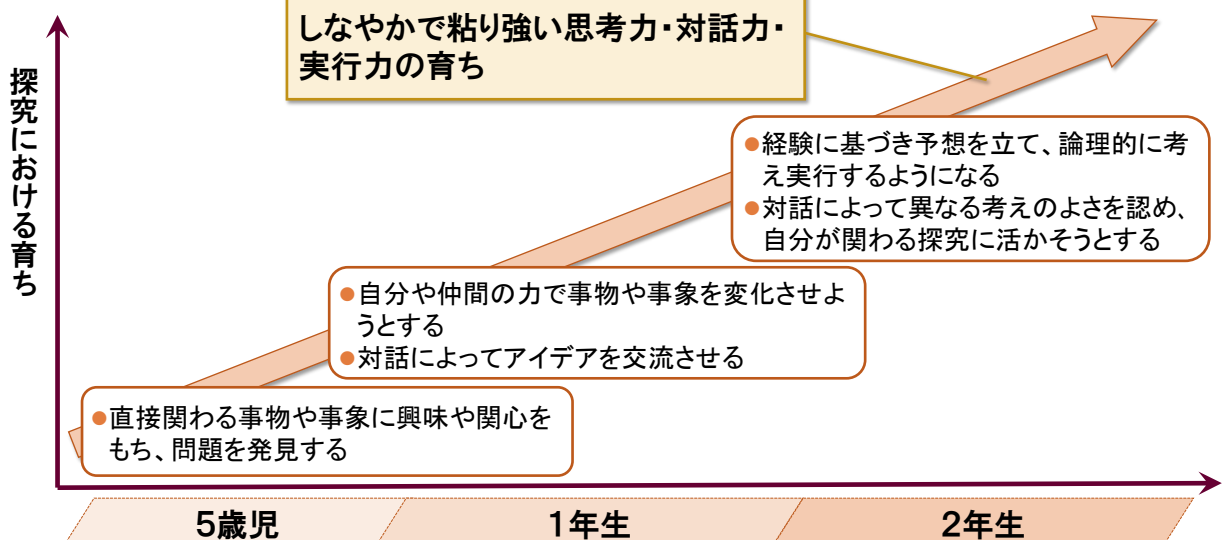 しなやかで粘り強い思考力・対話力・
実行力の育ち
探究における育ち
●経験に基づき予想を立て、論理的に考
え実行するようになる
●対話によって異なる考えのよさを認め、
自分が関わる探究に活かそうとする
●自分や仲間の力で事物や事象を変化させよ
うとする
●対話によってアイデアを交流させる
●直接関わる事物や事象に興味や関心を
もち、問題を発見する
5歳児
1年生
2年生